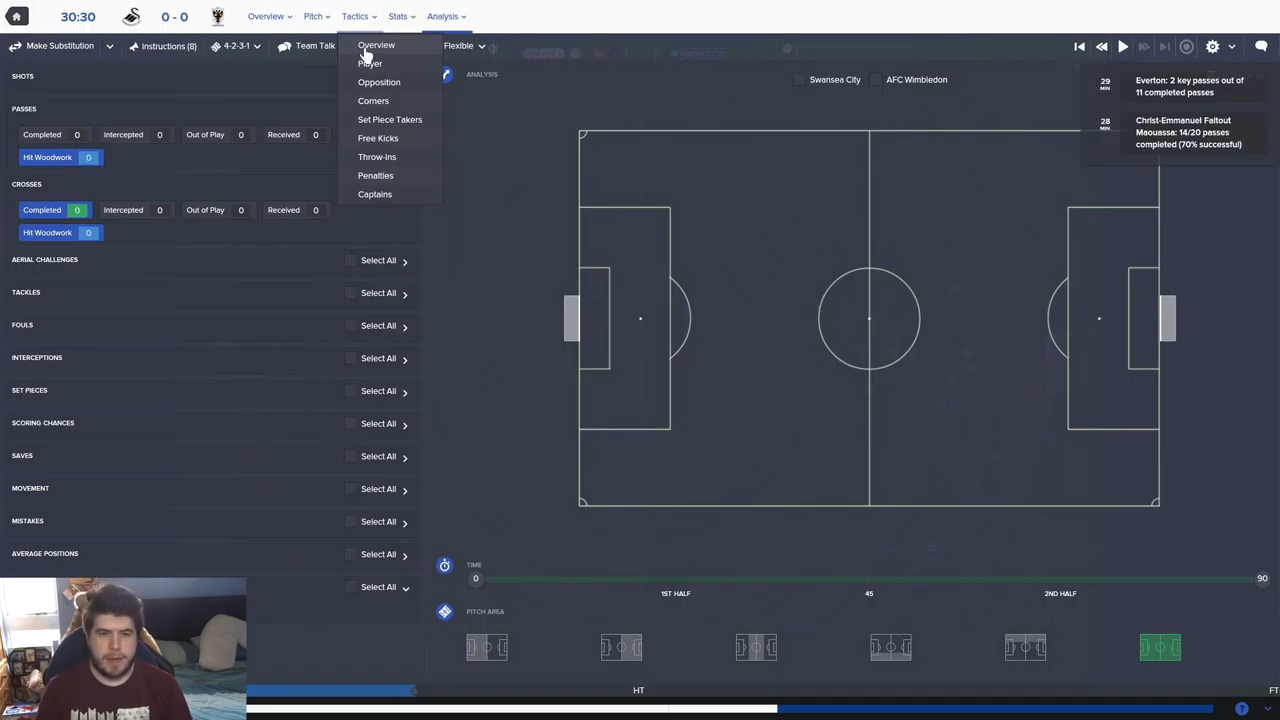 30:30
0 - 0
Overview
Pitch
Tactics
Stats
Analysis
Make Substitution
Instructions (8)
4-2-3-1
Team Talk
Flexible
Overview
Player
Opposition
Corners
Set Piece Takers
Free Kicks
Throw-Ins
Penalties
Captains
SHOTS
PASSES
Completed 0
Intercepted 0
Out of Play 0
Received 0
Hit Woodwork 0
CROSSES
Completed 0
Intercepted 0
Out of Play 0
Received 0
Hit Woodwork 0
AERIAL CHALLENGES
Select All
TACKLES
Select All
FOULS
Select All
INTERCEPTIONS
Select All
SET PIECES
Select All
SCORING CHANCES
Select All
SAVES
Select All
MOVEMENT
Select All
MISTAKES
Select All
AVERAGE POSITIONS
Select All
Select All
ANALYSIS
Swansea City
AFC Wimbledon
29
MIN
Everton: 2 key passes out of
11 completed passes
28
MIN
Christ-Emmanuel Faitout
Maouassa: 14/20 passes
completed (70% successful)
TIME
0
90
1ST HALF
45
2ND HALF
PITCH AREA
HT
FT
?